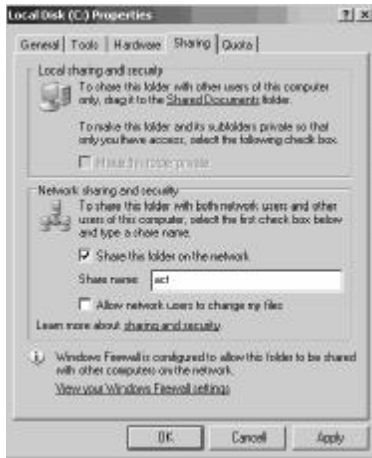 Local Disk (C:) Properties
? x
General Tools Hardware Sharing Quota
Local sharing and security
To share this folder with other users of this computer
only, drag it to the Shared Documents folder.
To make this folder and its subfolders private so that
only you have access, select the following check box.
Make this folder private
Network sharing and security
To share this folder with both network users and other
users of this computer, select the first check box below
and type a share name.
Share this folder on the network
Share name: act
Allow network users to change my files
Learn more about sharing and security.
Windows Firewall is configured to allow this folder to be shared
with other computers on the network.
View your Windows Firewall settings
OK Cancel Apply